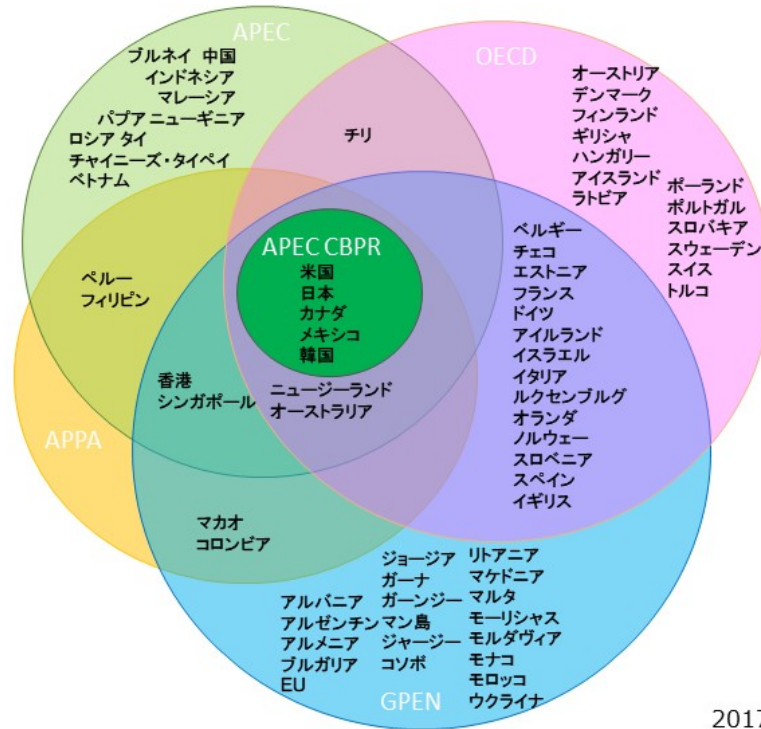 APEC
ブルネイ 中国
インドネシア
マレーシア
パプアニューギニア
ロシア タイ
チャイニーズ・タイペイ
ベトナム
チリ
OECD
オーストリア
デンマーク
フィンランド
ギリシャ
ハンガリー
アイスランド
ラトビア
ポーランド
ポルトガル
スロバキア
スウェーデン
スイス
トルコ
ペルー
フィリピン
APEC CBPR
米国
日本
カナダ
メキシコ
韓国
ベルギー
チェコ
エストニア
フランス
ドイツ
アイルランド
イスラエル
イタリア
ルクセンブルグ
オランダ
ノルウェー
スロベニア
スペイン
イギリス
香港
シンガポール
ニュージーランド
オーストラリア
APPA
マカオ
コロンビア
アルバニア
アルゼンチン
アルメニア
ブルガリア
EU
ジョージア
ガーナ
ガーンジー
マン島
ジャージー
コソボ
リトアニア
マケドニア
マルタ
モーリシャス
モルダヴィア
モナコ
モロッコ
ウクライナ
GPEN
2017